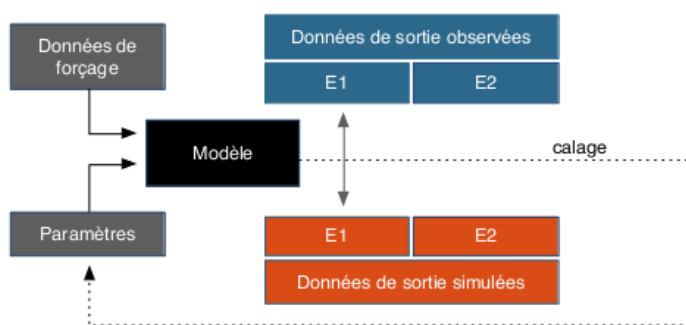 Données de
forçage
Données de sortie observées
E1
E2
Modèle
calage
Paramètres
E1
E2
Données de sortie simulées